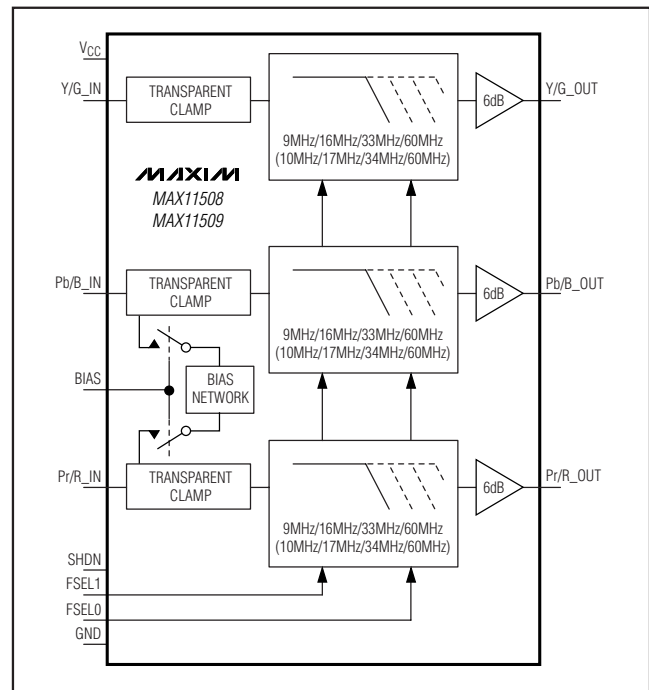 VCC
Y/G_IN
TRANSPARENT
CLAMP
9MHz/16MHz/33MHz/60MHz
(10MHz/17MHz/34MHz/60MHz)
6dB
Y/G_OUT
MAXIM
MAX11508
MAX11509
Pb/B_IN
TRANSPARENT
CLAMP
9MHz/16MHz/33MHz/60MHz
(10MHz/17MHz/34MHz/60MHz)
6dB
Pb/B_OUT
BIAS
BIAS
NETWORK
Pr/R_IN
TRANSPARENT
CLAMP
9MHz/16MHz/33MHz/60MHz
(10MHz/17MHz/34MHz/60MHz)
6dB
Pr/R_OUT
SHDN
FSEL1
FSEL0
GND